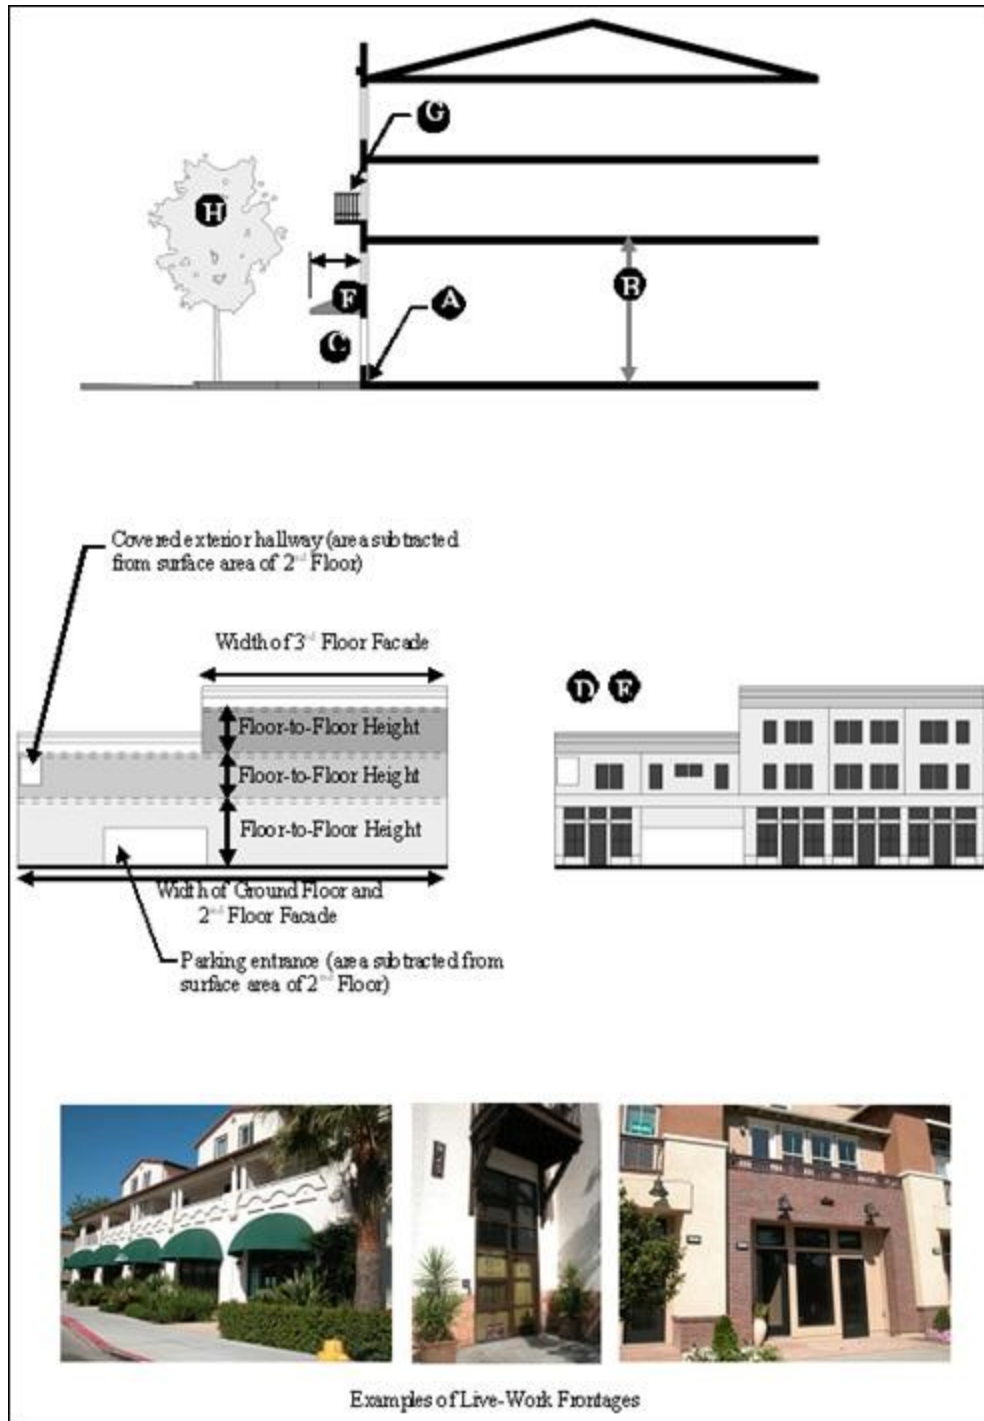 G
H
F
A
B
C
Covered exterior hallway (area subtracted
from surface area of 2nd Floor)
Width of 3rd Floor Facade
D E
Floor-to-Floor Height
Floor-to-Floor Height
Floor-to-Floor Height
Width of Ground Floor and
2nd Floor Facade
Parking entrance (area subtracted from
surface area of 2nd Floor)
Examples of Live-Work Frontages